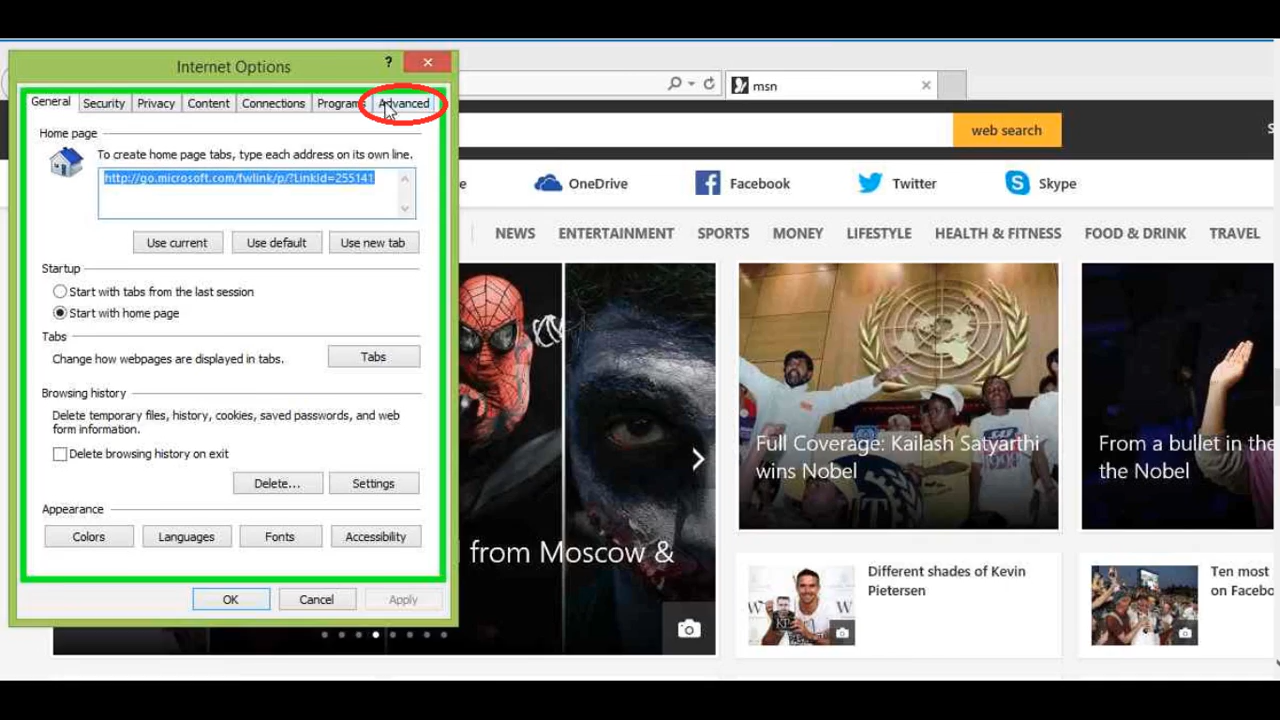 Internet Options
?
General Security Privacy Content Connections Programs Advanced
Home page
To create home page tabs, type each address on its own line.
http://go.microsoft.com/fwlink/p/?LinkId=255141
Use current Use default Use new tab
Startup
Start with tabs from the last session
Start with home page
Tabs
Change how webpages are displayed in tabs.
Tabs
Browsing history
Delete temporary files, history, cookies, saved passwords, and web
form information.
Delete browsing history on exit
Delete... Settings
Appearance
Colors Languages Fonts Accessibility
OK Cancel Apply
msn
web search
OneDrive Facebook Twitter Skype
NEWS ENTERTAINMENT SPORTS MONEY LIFESTYLE HEALTH & FITNESS FOOD & DRINK TRAVEL
from Moscow &
Full Coverage: Kailash Satyarthi
wins Nobel
From a bullet in the
the Nobel
Different shades of Kevin
Pietersen
Ten most
on Facebo